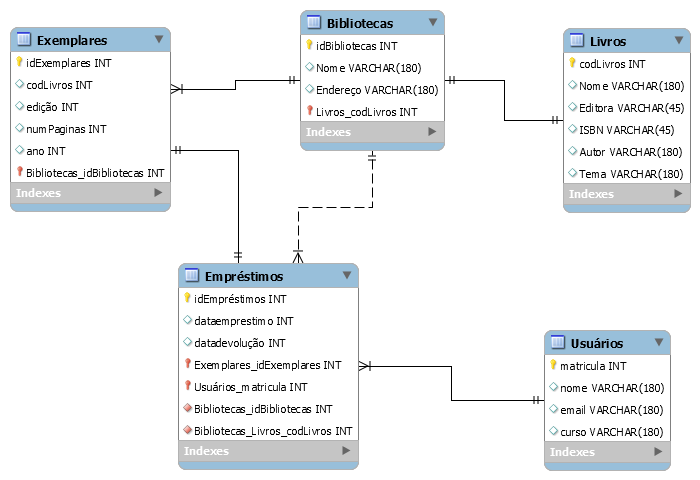 Exemplares
idExemplares INT
codLivros INT
edição INT
numPaginas INT
ano INT
Bibliotecas_idBibliotecas INT
Indexes
Bibliotecas
idBibliotecas INT
Nome VARCHAR(180)
Endereço VARCHAR(180)
Livros_codLivros INT
Indexes
Livros
codLivros INT
Nome VARCHAR(180)
Editora VARCHAR(45)
ISBN VARCHAR(45)
Autor VARCHAR(180)
Tema VARCHAR(180)
Indexes
Empréstimos
idEmpréstimos INT
dataemprestimo INT
datadevolução INT
Exemplares_idExemplares INT
Usuários_matricula INT
Bibliotecas_idBibliotecas INT
Bibliotecas_Livros_codLivros INT
Indexes
Usuários
matricula INT
nome VARCHAR(180)
email VARCHAR(180)
curso VARCHAR(180)
Indexes